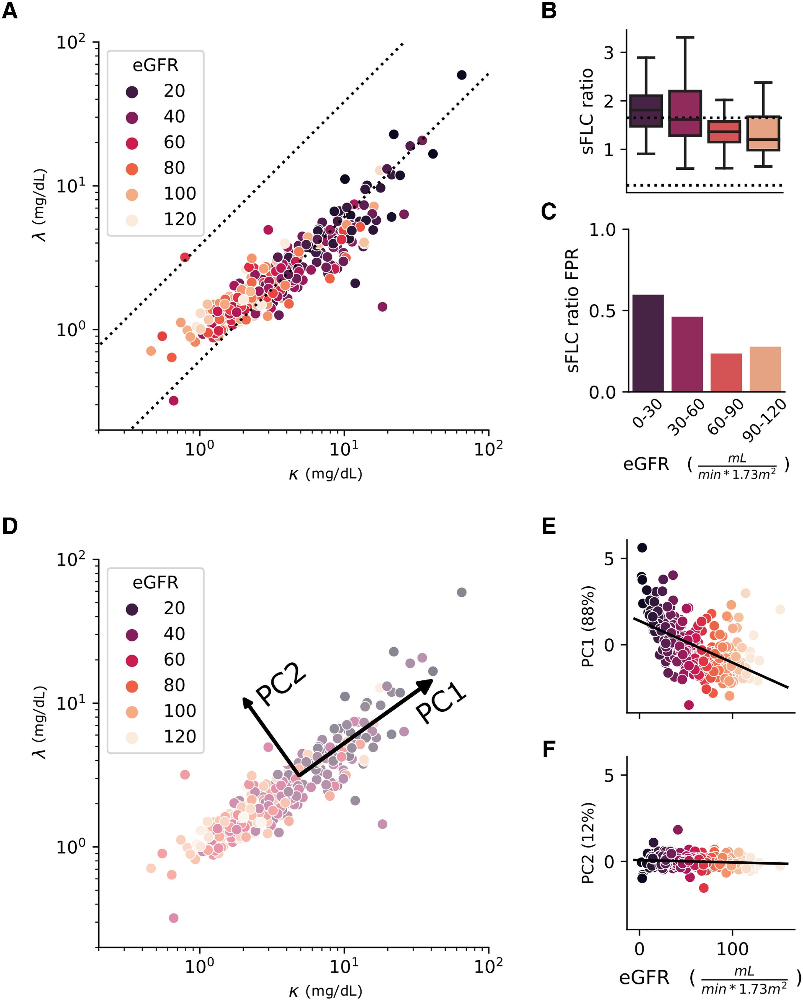 A
10²
10¹
10⁰
λ (mg/dL)
eGFR
20
40
60
80
100
120
10⁰
10¹
10²
κ (mg/dL)
B
3
2
1
sFLC ratio
C
1.0
0.5
0.0
sFLC ratio FPR
0-30
30-60
60-90
90-120
eGFR ( mL / min * 1.73m² )
D
10²
10¹
10⁰
λ (mg/dL)
eGFR
20
40
60
80
100
120
PC2
PC1
10⁰
10¹
10²
κ (mg/dL)
E
5
0
PC1 (88%)
F
5
0
PC2 (12%)
0
100
eGFR ( mL / min * 1.73m² )